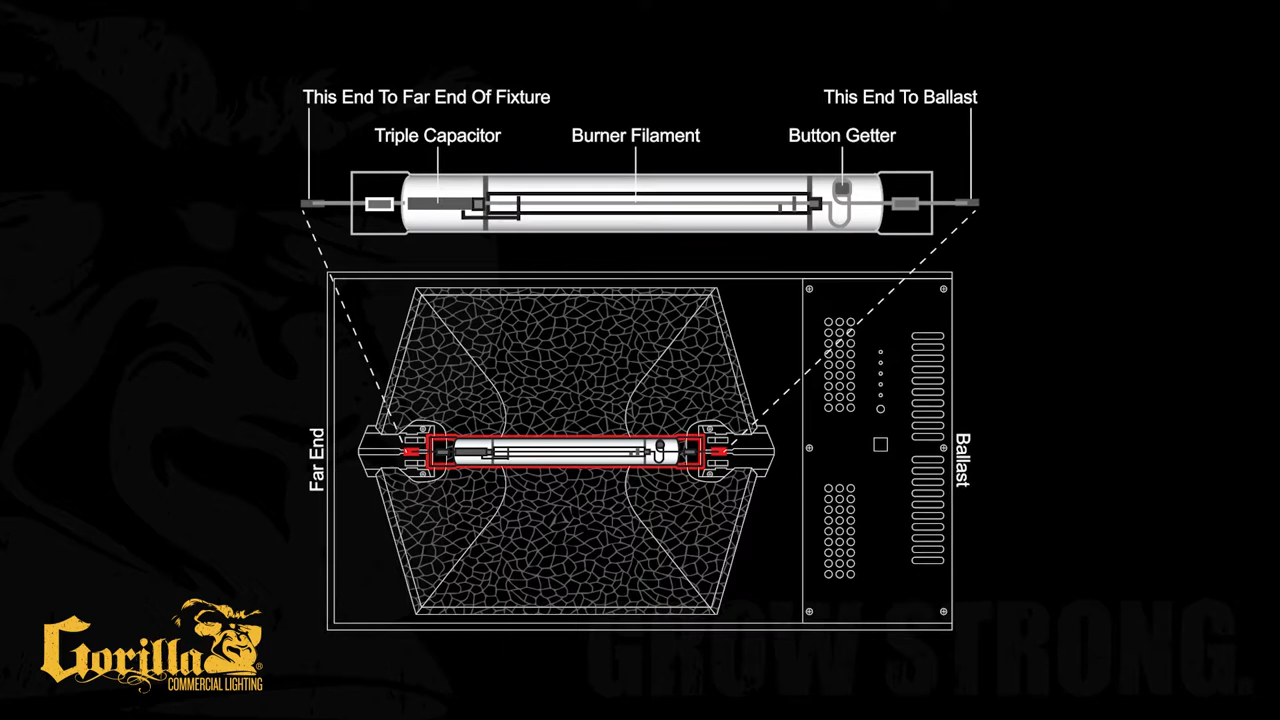 This End To Far End Of Fixture
This End To Ballast
Triple Capacitor
Burner Filament
Button Getter
Far End
Ballast
GROW STRONG.
Gorilla®
COMMERCIAL LIGHTING